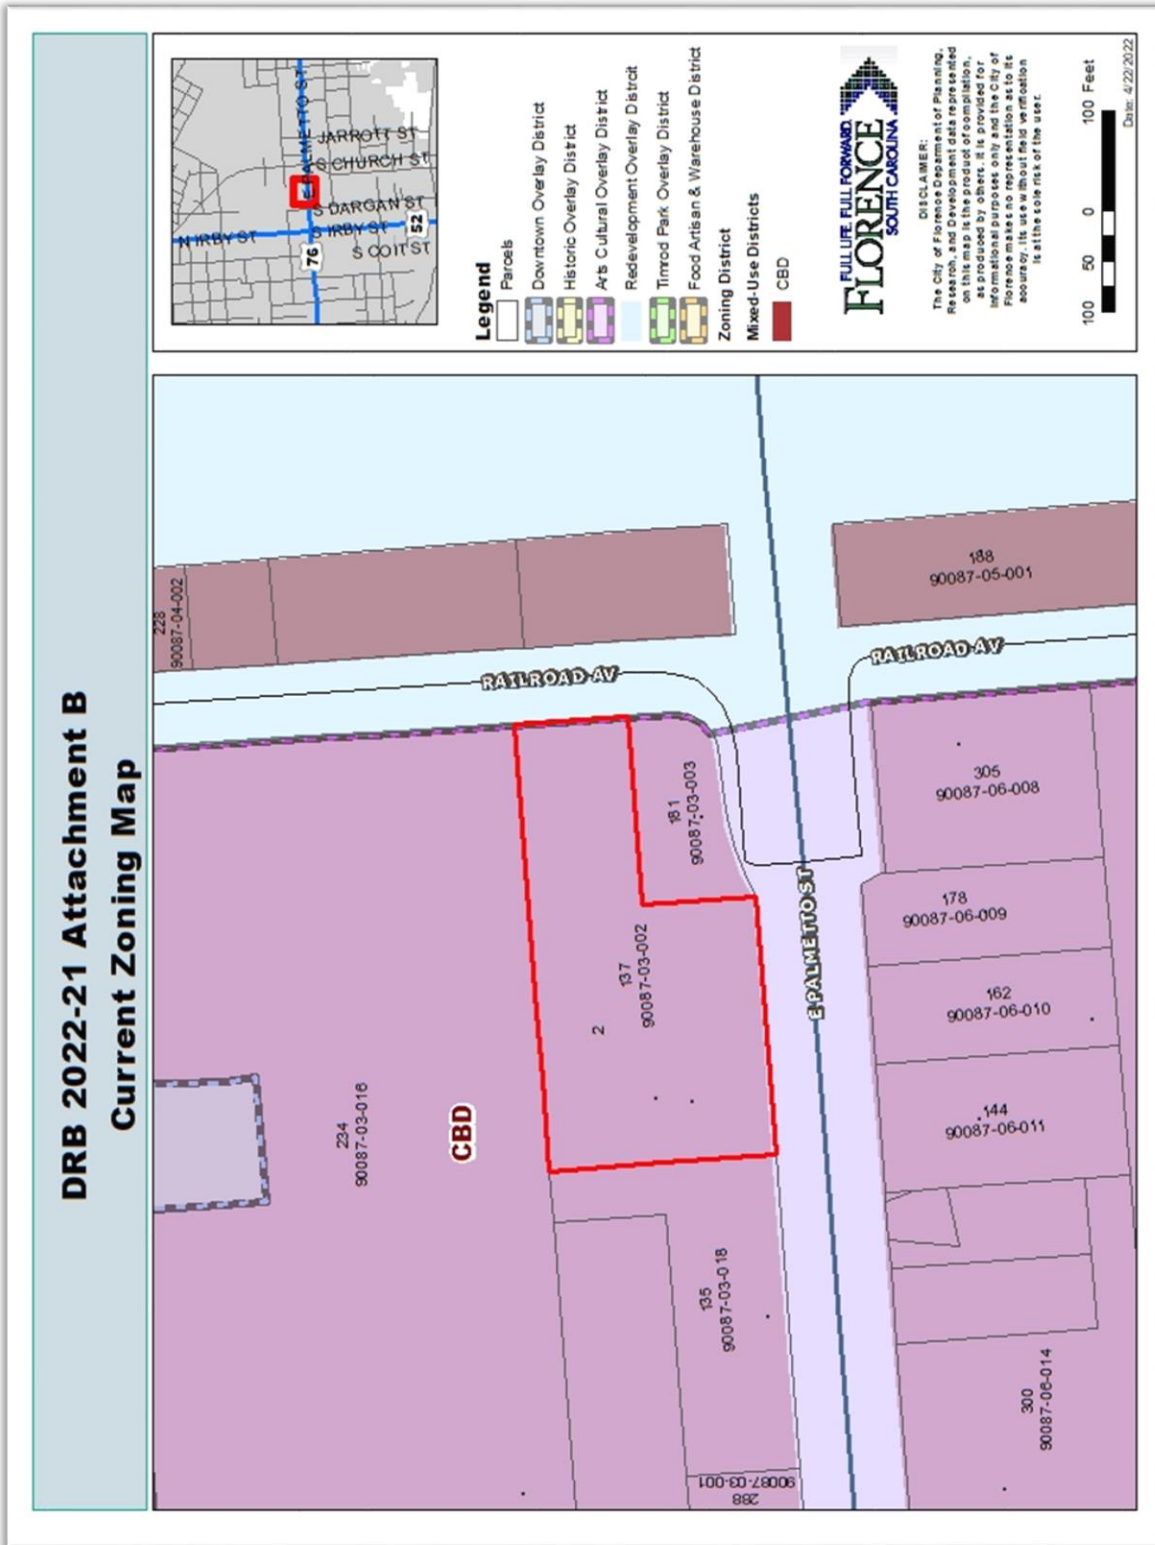 DRB 2022-21 Attachment B
Current Zoning Map
228
90087-04-002
RAILROAD AV
188
90087-05-001
RAILROAD AV
181
90087-03-003
305
90087-06-008
E PALMETTO ST
178
90087-06-009
137
90087-03-002
2
162
90087-06-010
144
90087-06-011
234
90087-03-016
CBD
135
90087-03-018
300
90087-06-014
288
90087-03-001
E PALMETTO ST
JARROTT ST
S CHURCH ST
S DARGAN ST
N IRBY ST
S IRBY ST
52
76
S COIT ST
Legend
Parcels
Downtown Overlay District
Historic Overlay District
Arts Cultural Overlay District
Redevelopment Overlay Distrcit
Timrod Park Overlay District
Food Artisan & Warehouse District
Zoning District
Mixed-Use Districts
CBD
FULL LIFE. FULL FORWARD.
FLORENCE
SOUTH CAROLINA
DISCLAIMER:
The City of Florence Deparment of Planning,
Research, and Development data represented
on this map is the product of compilation,
as produced by others. It is provided for
informational purposes only and the City of
Florence makes no representation as to its
accuracy. Its use without field verification
is at the sole risk of the user.
100 50 0 100 Feet
Date: 4/22/2022